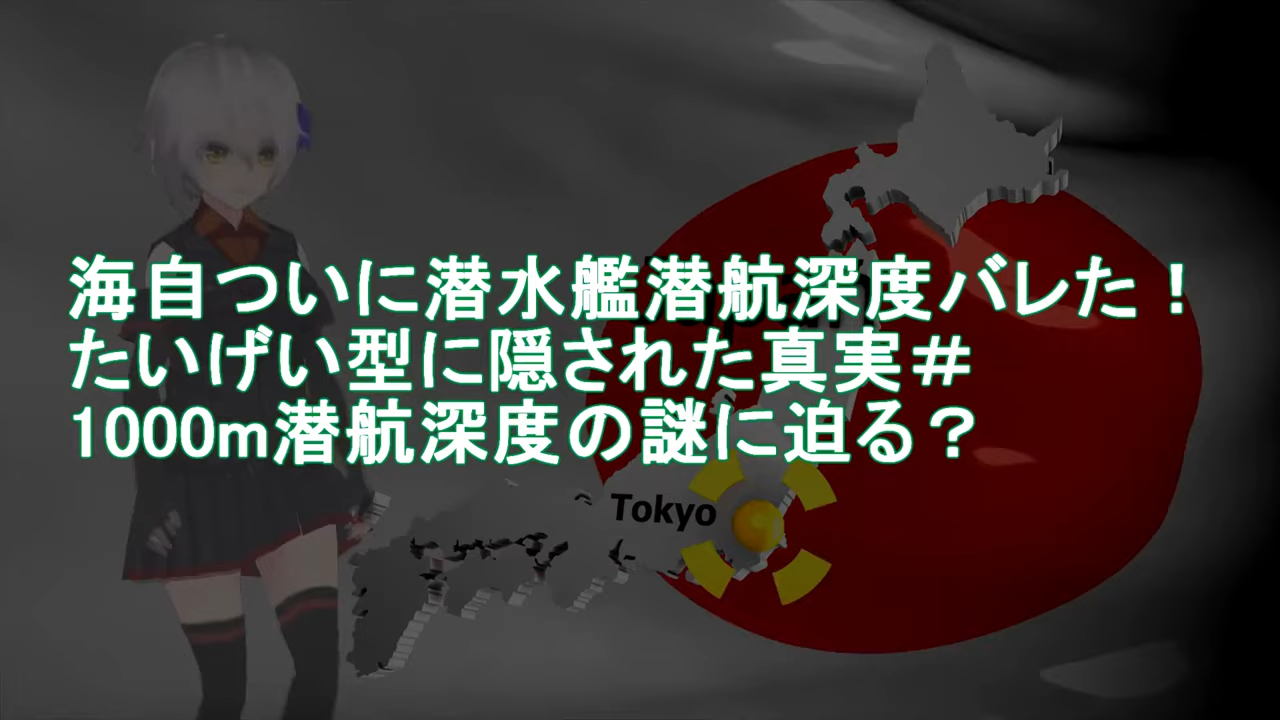 海自ついに潜水艦潜航深度バレた！
たいげい型に隠された真実＃
1000m潜航深度の謎に迫る？
Tokyo